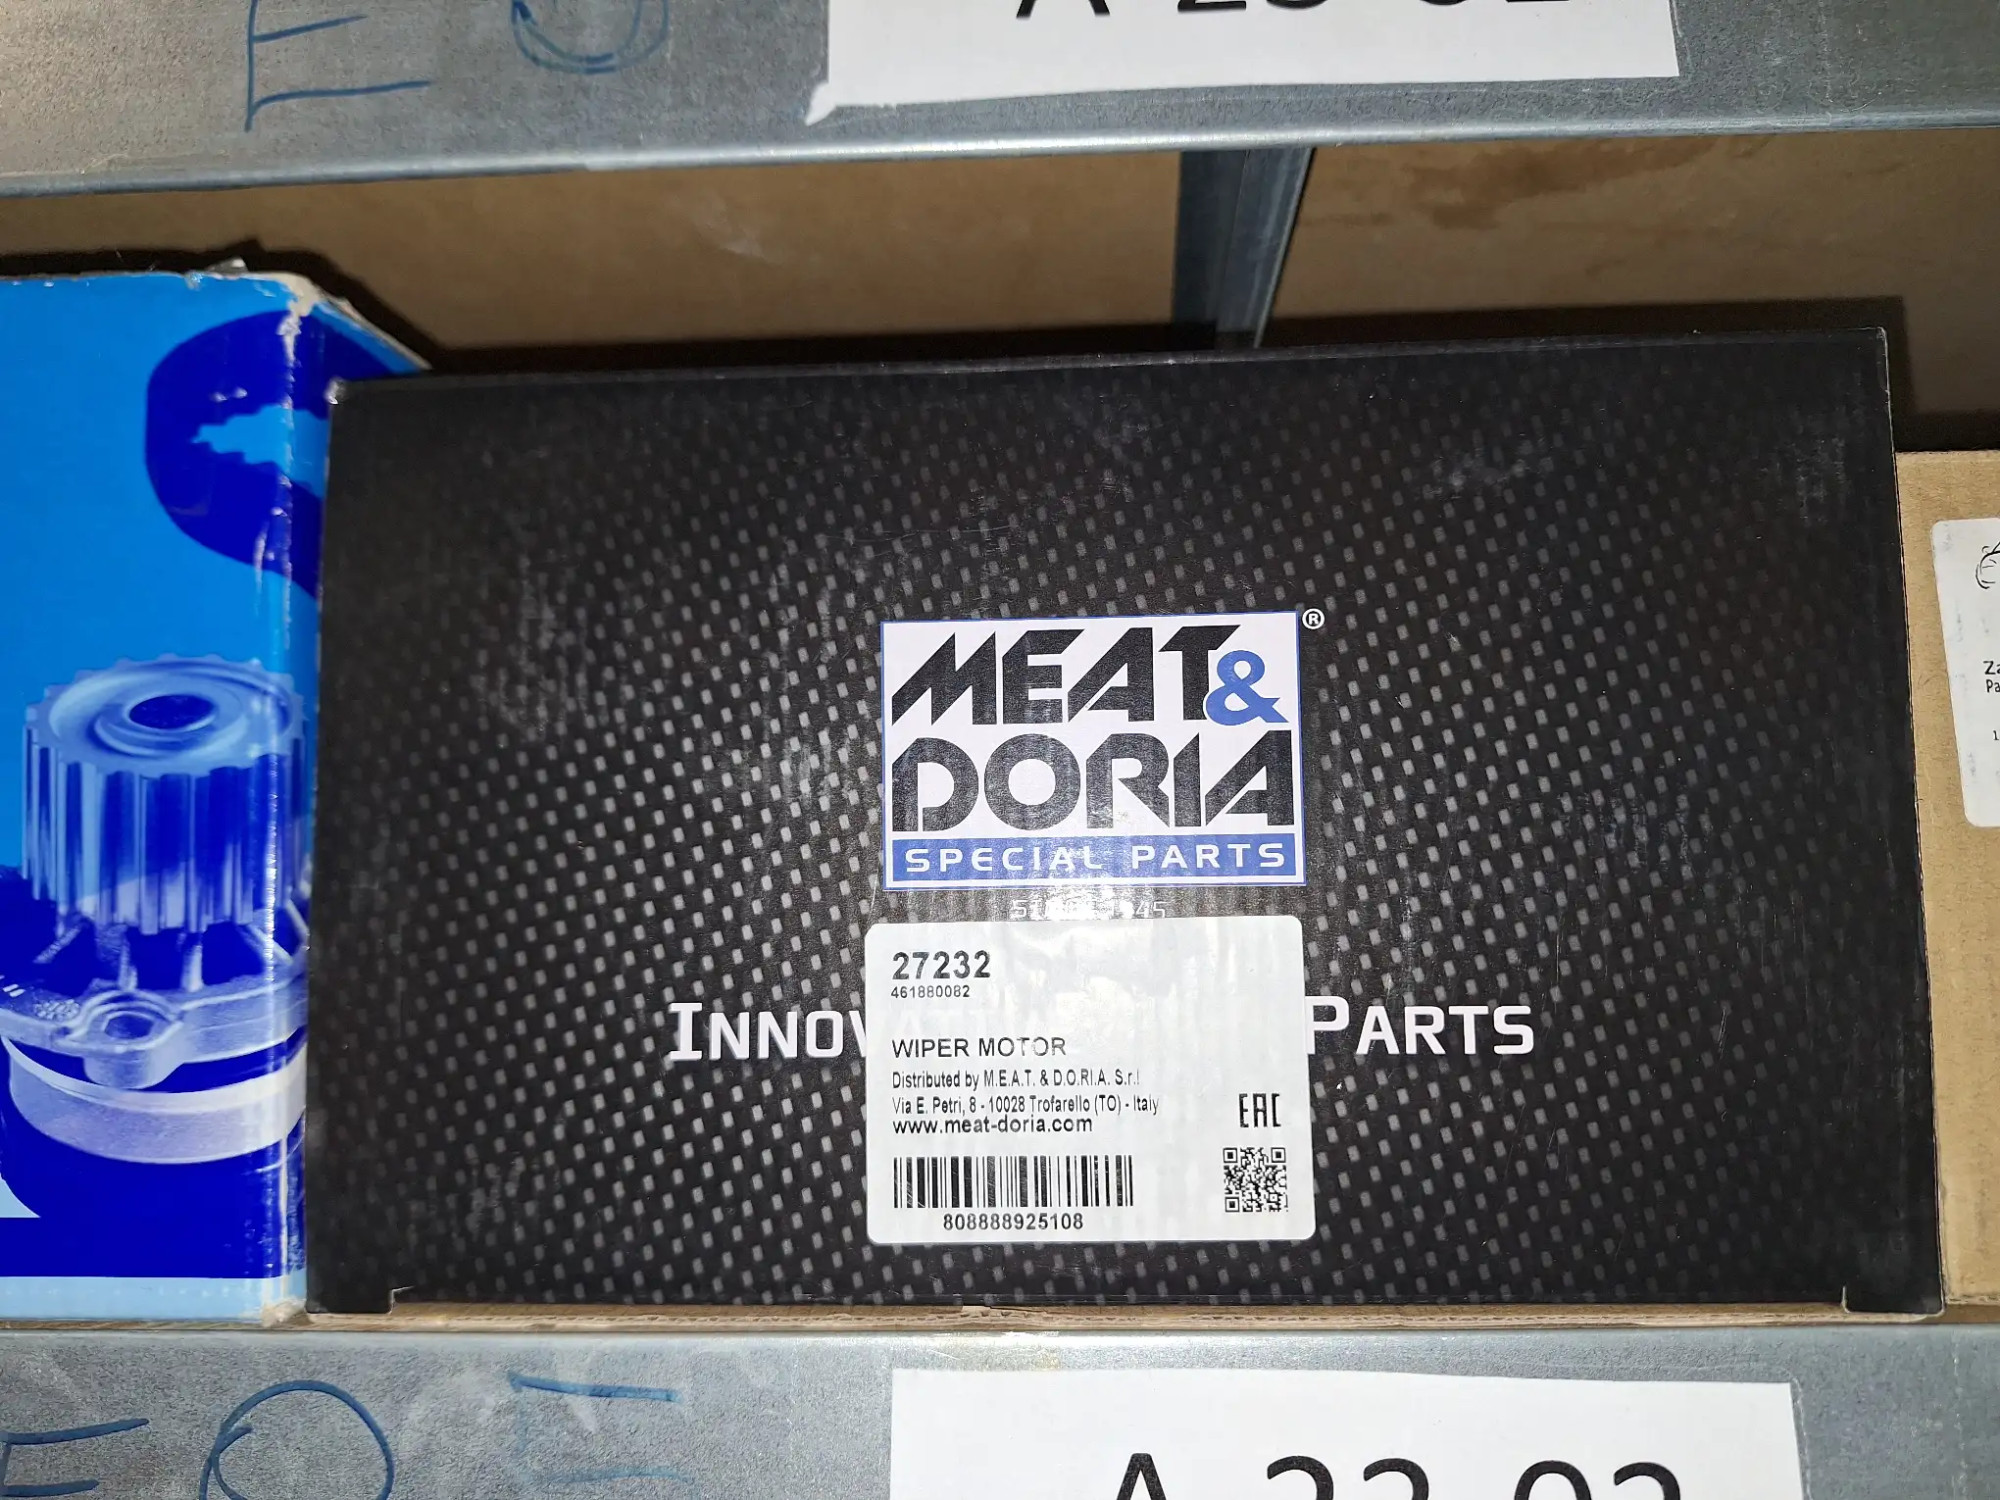 MEAT&
DORIA
®
SPECIAL PARTS
27232
461880082
PARTS
WIPER MOTOR
Distributed by M.E.A.T. & D.O.RI.A. S.r.l
Via E. Petri, 8 - 10028 Trofarello (TO) - Italy
www.meat-doria.com
EAC
808888925108